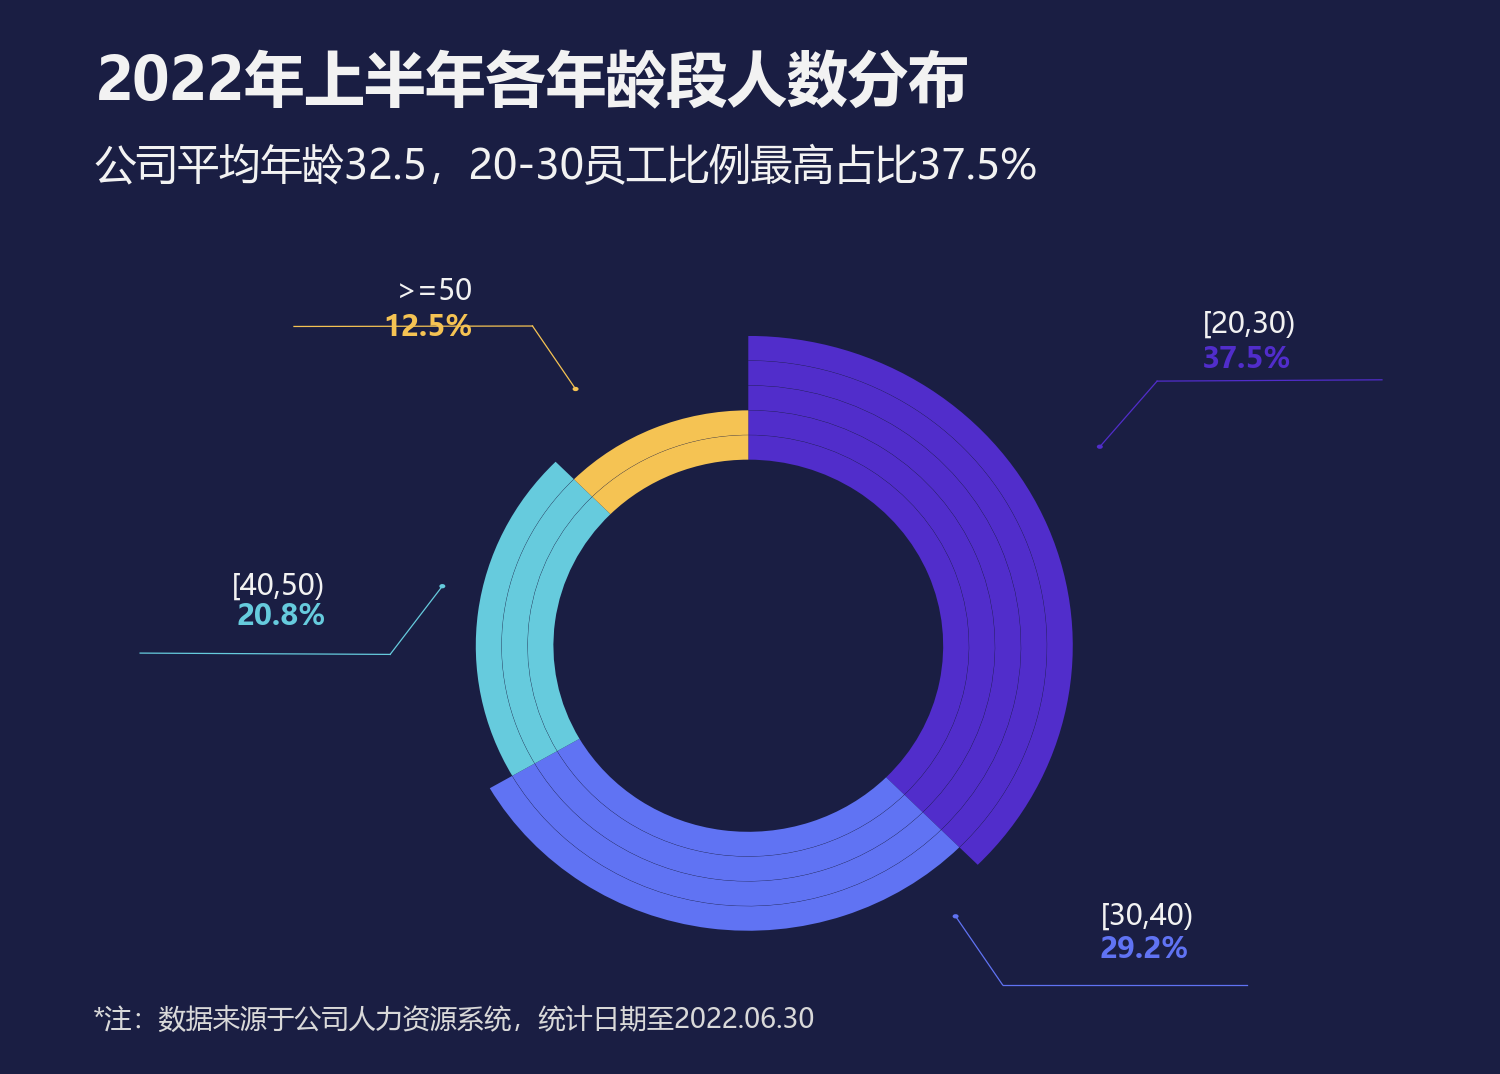 2022年上半年各年龄段人数分布
公司平均年龄32.5，20-30员工比例最高占比37.5%
>=50
12.5%
[20,30)
37.5%
[40,50)
20.8%
[30,40)
29.2%
*注：数据来源于公司人力资源系统，统计日期至2022.06.30